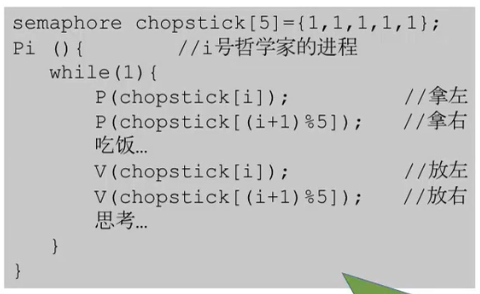 semaphore chopstick[5]={1,1,1,1,1};
Pi (){ //i号哲学家的进程
while(1){
P(chopstick[i]); //拿左
P(chopstick[(i+1)%5]); //拿右
吃饭…
V(chopstick[i]); //放左
V(chopstick[(i+1)%5]); //放右
思考…
}
}